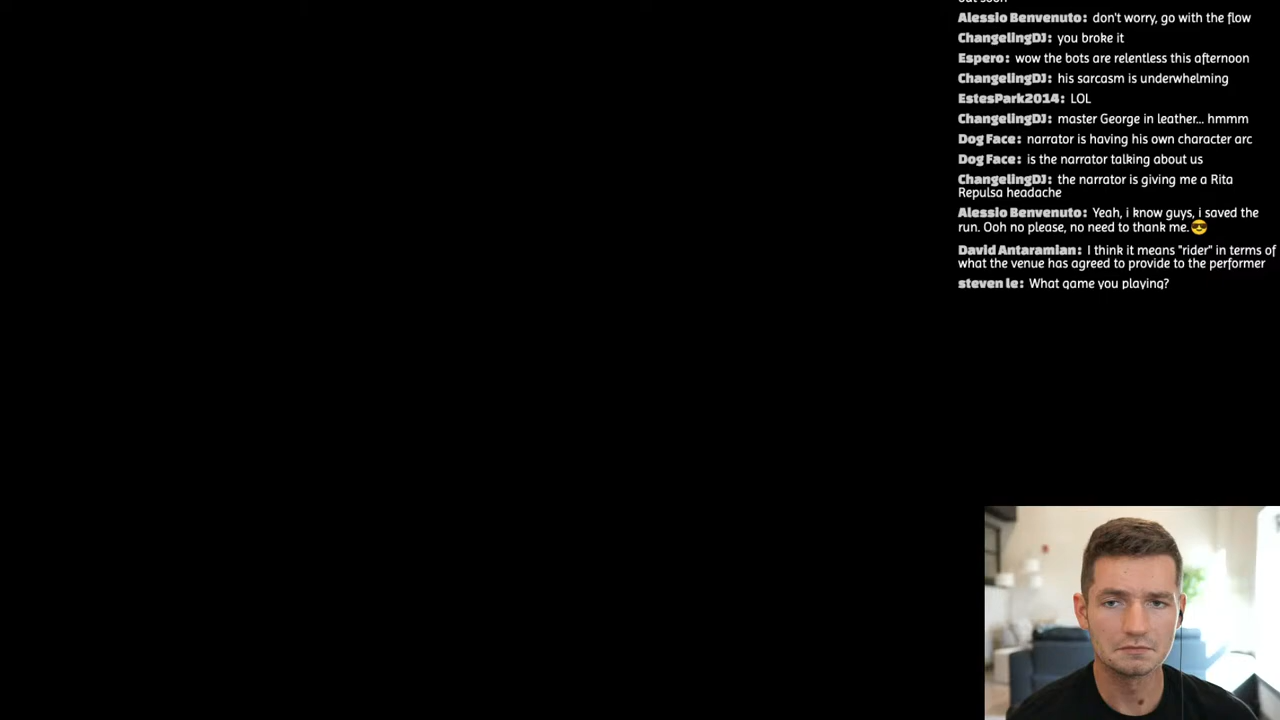 Alessio Benvenuto: don't worry, go with the flow
ChangelingDJ: you broke it
Espero: wow the bots are relentless this afternoon
ChangelingDJ: his sarcasm is underwhelming
EstesPark2014: LOL
ChangelingDJ: master George in leather... hmmm
Dog Face: narrator is having his own character arc
Dog Face: is the narrator talking about us
ChangelingDJ: the narrator is giving me a Rita
Repulsa headache
Alessio Benvenuto: Yeah, i know guys, i saved the
run. Ooh no please, no need to thank me.😎
David Antaramian: I think it means "rider" in terms of
what the venue has agreed to provide to the performer
steven le: What game you playing?